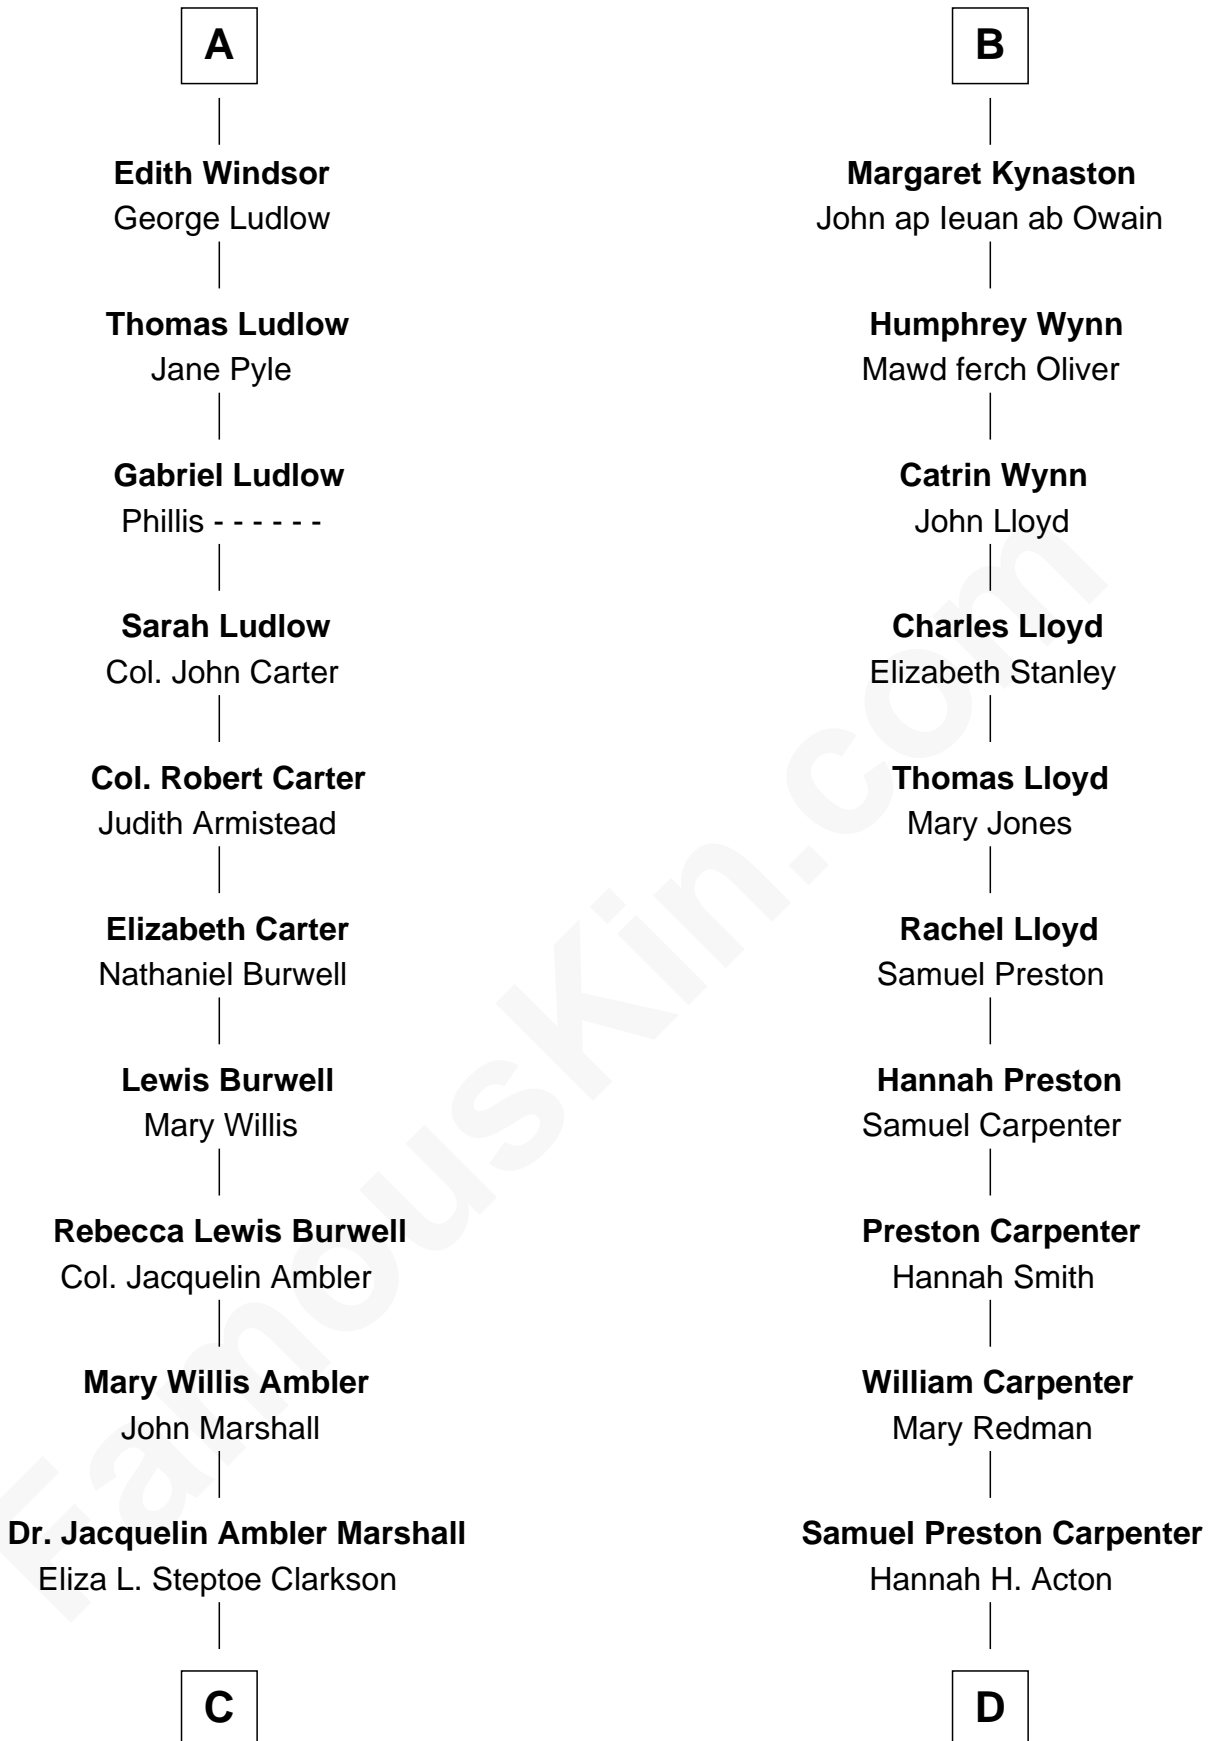 A
Edith Windsor
George Ludlow
Thomas Ludlow
Jane Pyle
Gabriel Ludlow
Phillis - - - - - -
Sarah Ludlow
Col. John Carter
Col. Robert Carter
Judith Armistead
Elizabeth Carter
Nathaniel Burwell
Lewis Burwell
Mary Willis
Rebecca Lewis Burwell
Col. Jacquelin Ambler
Mary Willis Ambler
John Marshall
Dr. Jacquelin Ambler Marshall
Eliza L. Steptoe Clarkson
C
B
Margaret Kynaston
John ap Ieuan ab Owain
Humphrey Wynn
Mawd ferch Oliver
Catrin Wynn
John Lloyd
Charles Lloyd
Elizabeth Stanley
Thomas Lloyd
Mary Jones
Rachel Lloyd
Samuel Preston
Hannah Preston
Samuel Carpenter
Preston Carpenter
Hannah Smith
William Carpenter
Mary Redman
Samuel Preston Carpenter
Hannah H. Acton
D
FamousKin.com